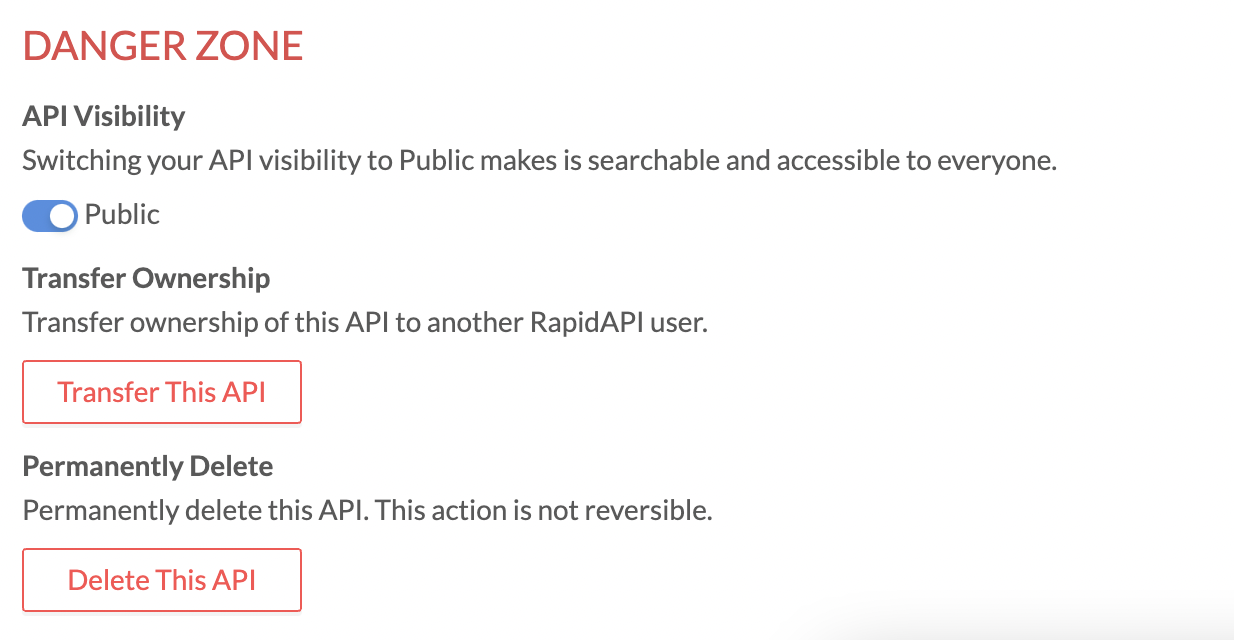 DANGER ZONE
API Visibility
Switching your API visibility to Public makes is searchable and accessible to everyone.
Public
Transfer Ownership
Transfer ownership of this API to another RapidAPI user.
Transfer This API
Permanently Delete
Permanently delete this API. This action is not reversible.
Delete This API